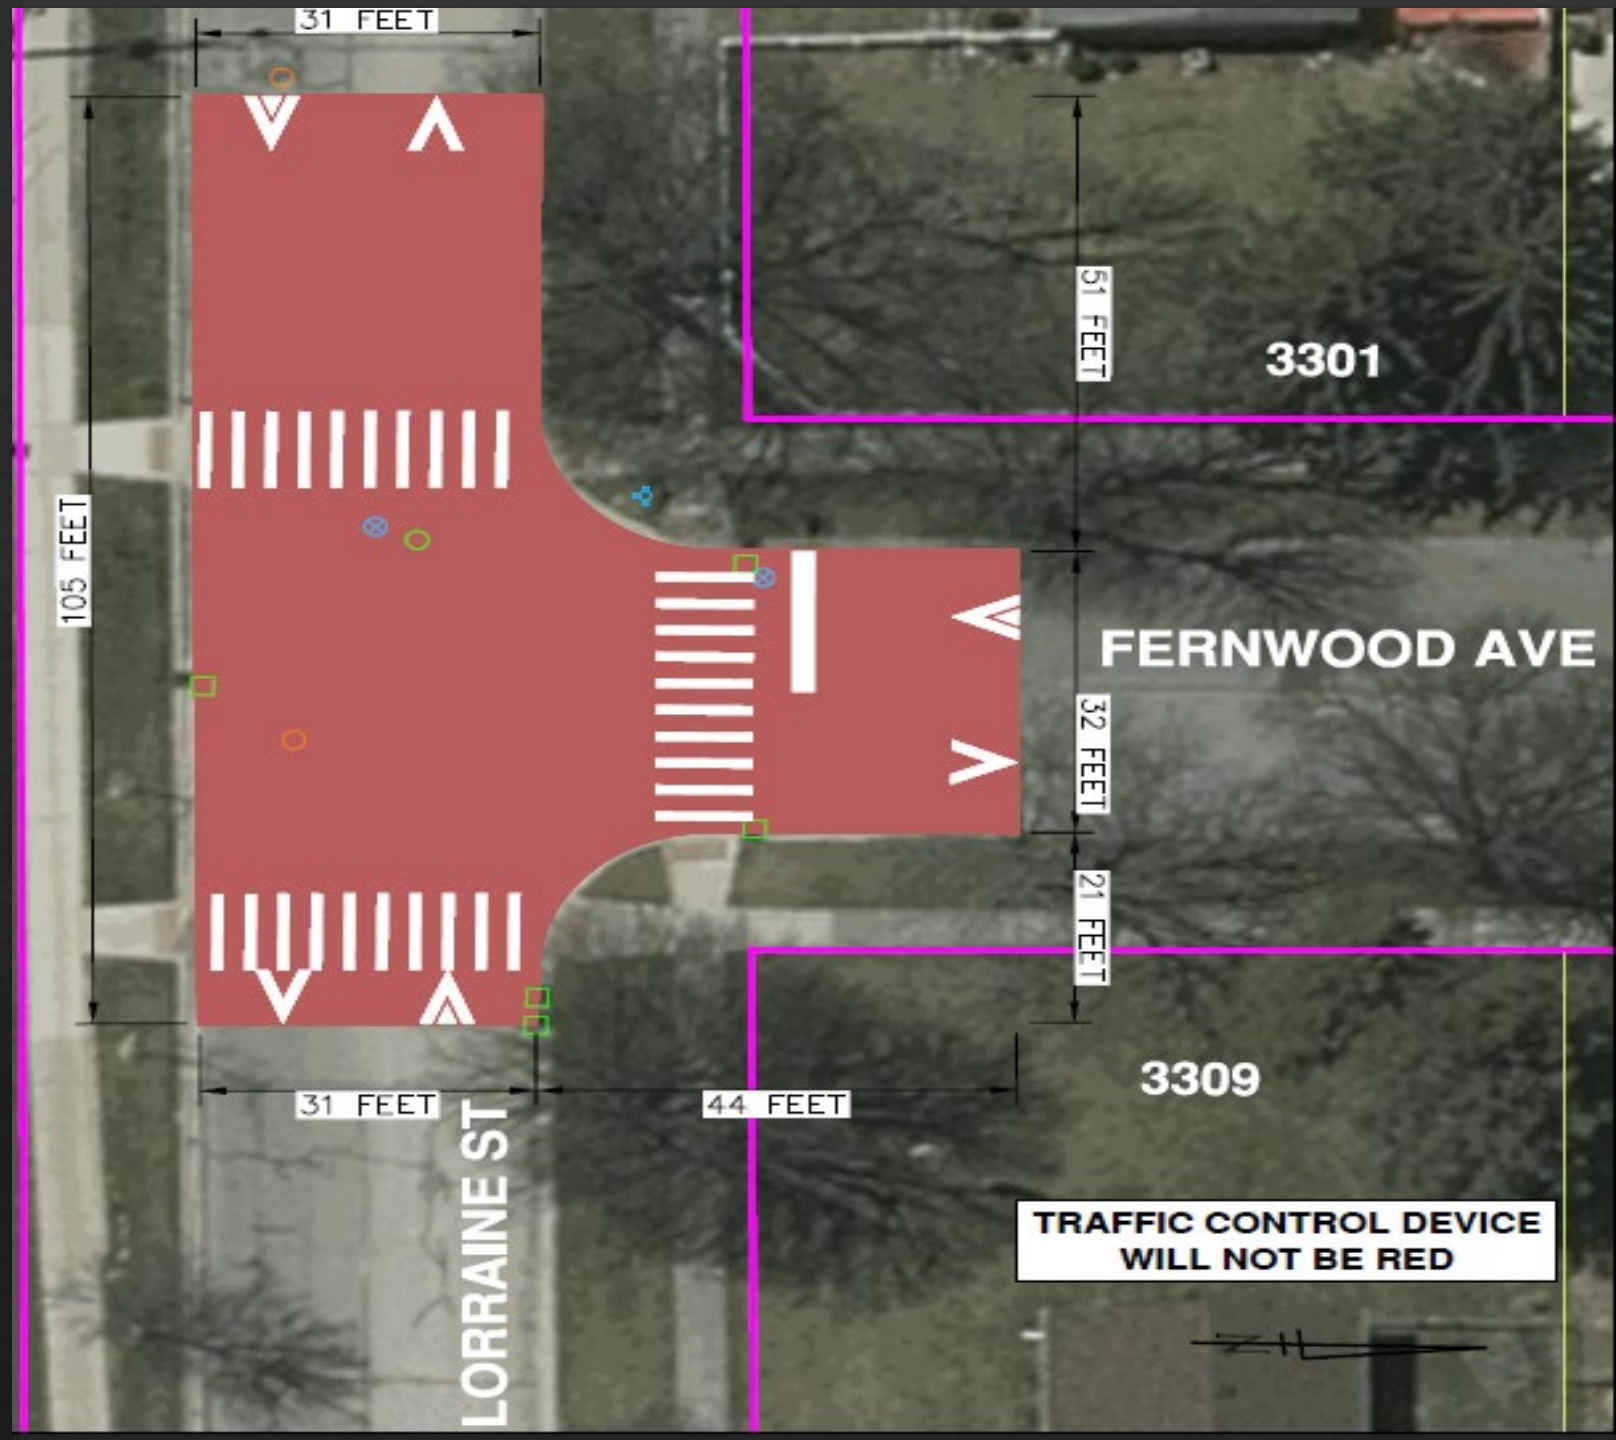 31 FEET
51 FEET
3301
105 FEET
FERNWOOD AVE
32 FEET
21 FEET
3309
31 FEET
44 FEET
LORRAINE ST
TRAFFIC CONTROL DEVICE
WILL NOT BE RED